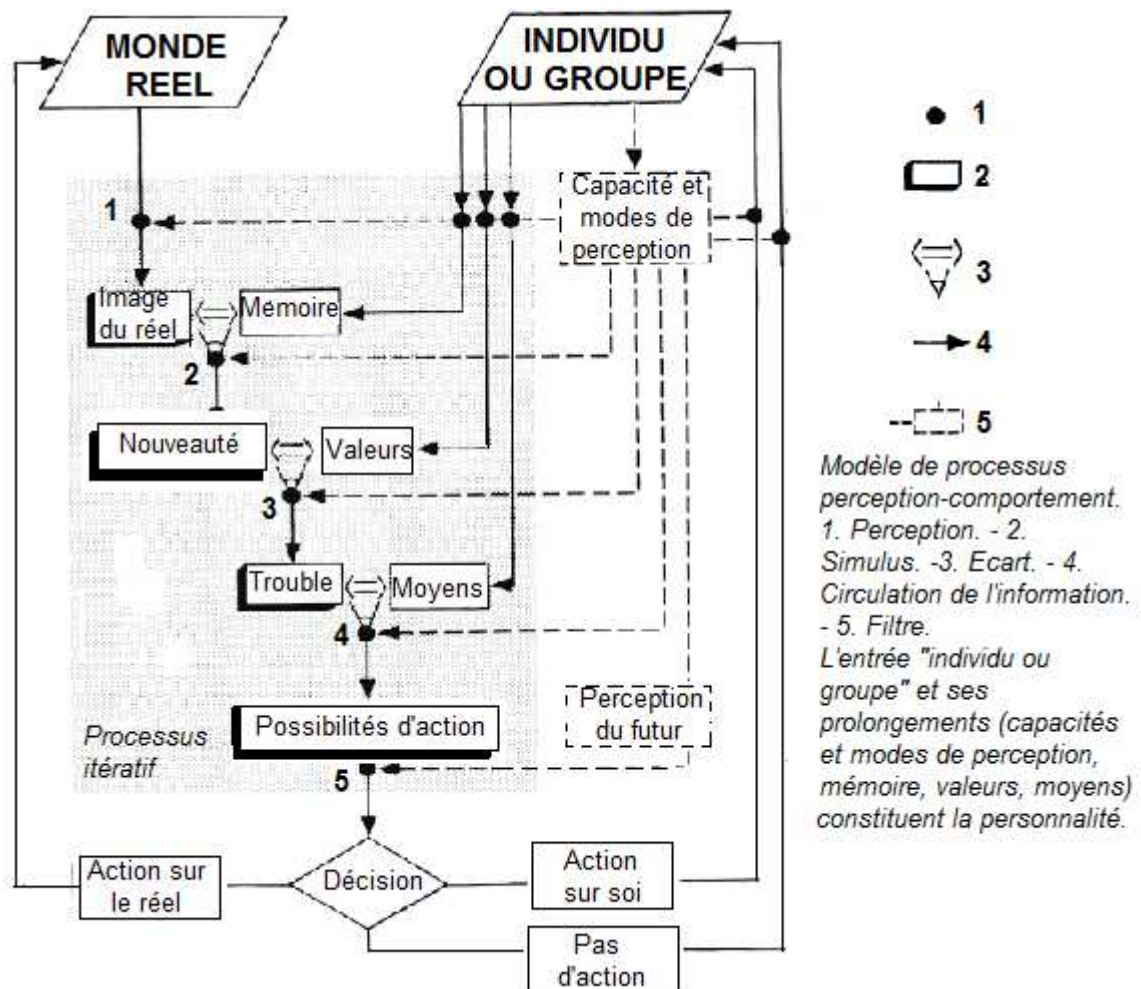 MONDE
REEL
INDIVIDU
OU GROUPE
1
Capacité et
modes de
perception
Image
du réel
Mémoire
2
Nouveauté
Valeurs
3
Trouble
Moyens
4
Possibilités d'action
Perception
du futur
Processus
itératif
5
Décision
Action sur
le réel
Action
sur soi
Pas
d'action
1
2
3
4
5
Modèle de processus
perception-comportement.
1. Perception. - 2.
Simulus. -3. Ecart. - 4.
Circulation de l'information.
- 5. Filtre.
L'entrée "individu ou
groupe" et ses
prolongements (capacités
et modes de perception,
mémoire, valeurs, moyens)
constituent la personnalité.